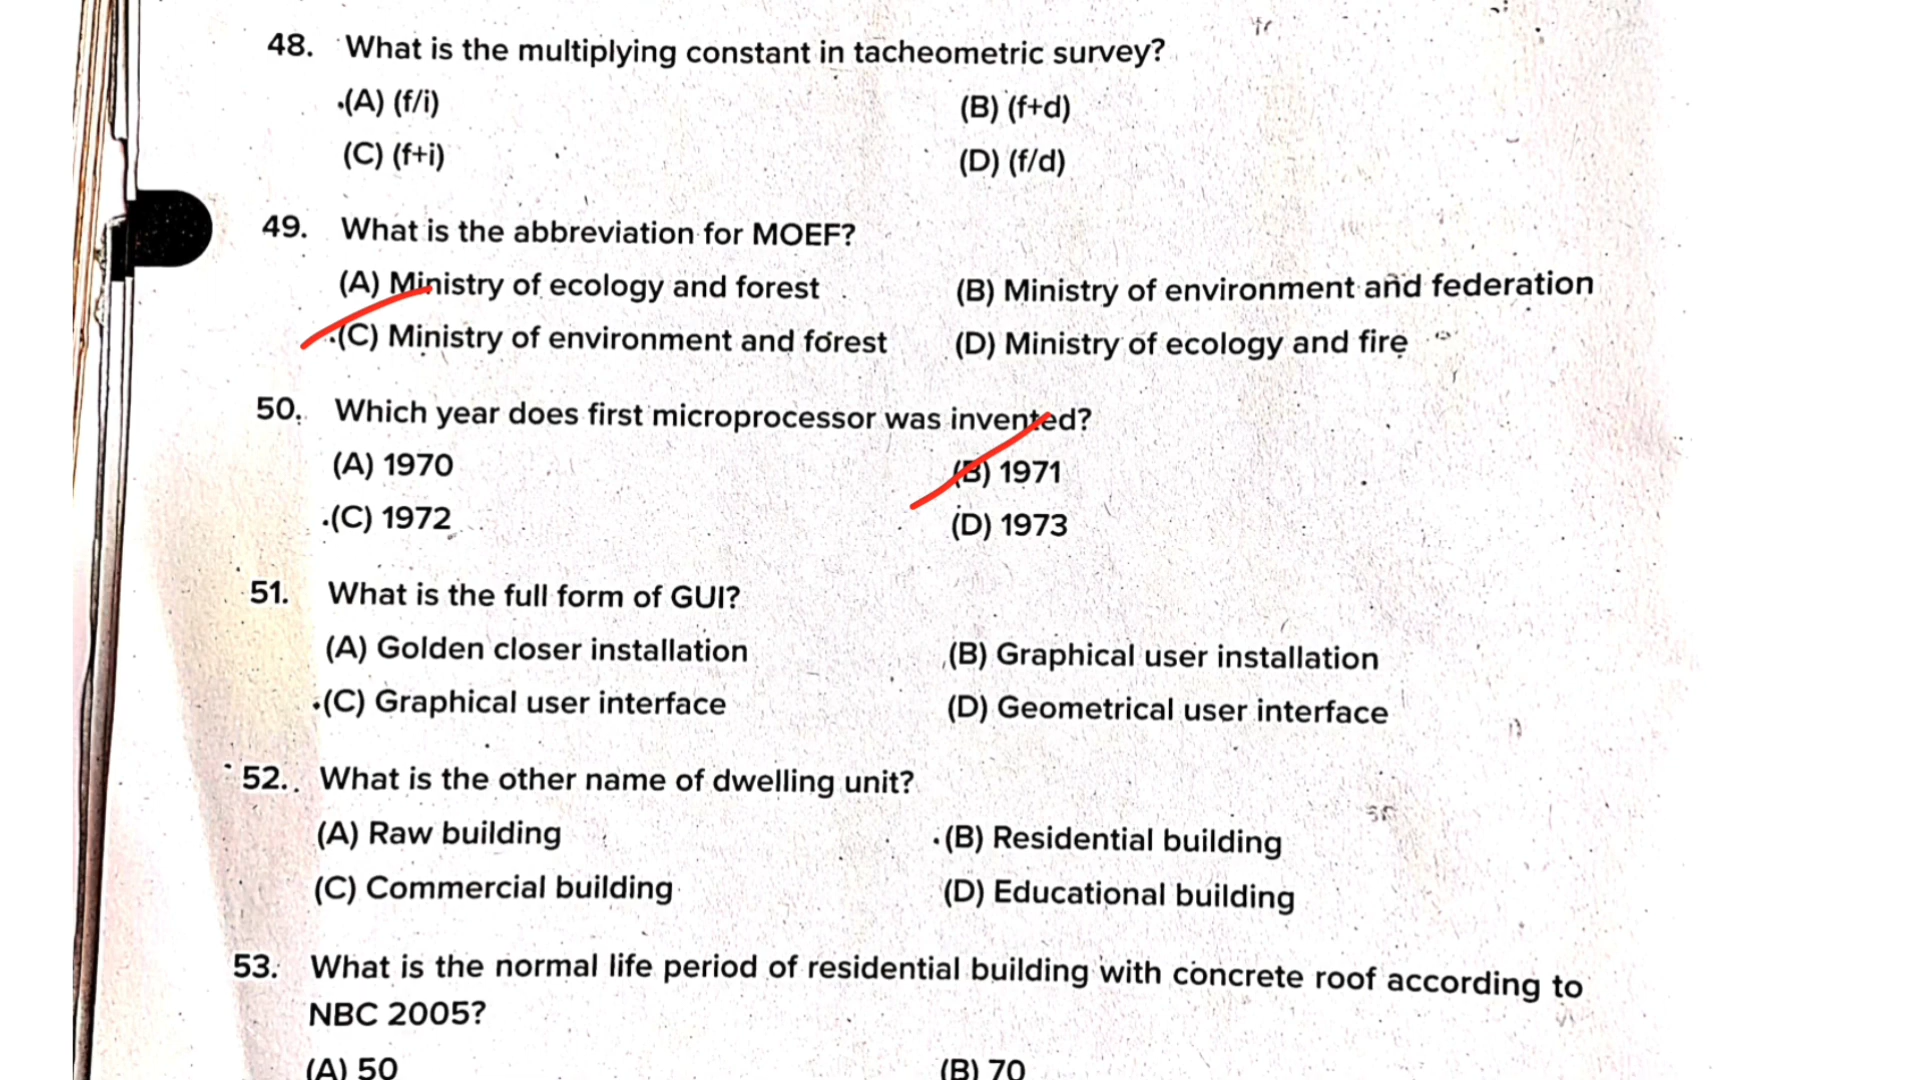 48. What is the multiplying constant in tacheometric survey?
(A) (f/i) (B) (f+d)
(C) (f+i) (D) (f/d)
49. What is the abbreviation for MOEF?
(A) Ministry of ecology and forest (B) Ministry of environment and federation
(C) Ministry of environment and forest (D) Ministry of ecology and fire
50. Which year does first microprocessor was invented?
(A) 1970 (B) 1971
(C) 1972 (D) 1973
51. What is the full form of GUI?
(A) Golden closer installation (B) Graphical user installation
(C) Graphical user interface (D) Geometrical user interface
52. What is the other name of dwelling unit?
(A) Raw building (B) Residential building
(C) Commercial building (D) Educational building
53. What is the normal life period of residential building with concrete roof according to
NBC 2005?
(A) 50 (B) 70